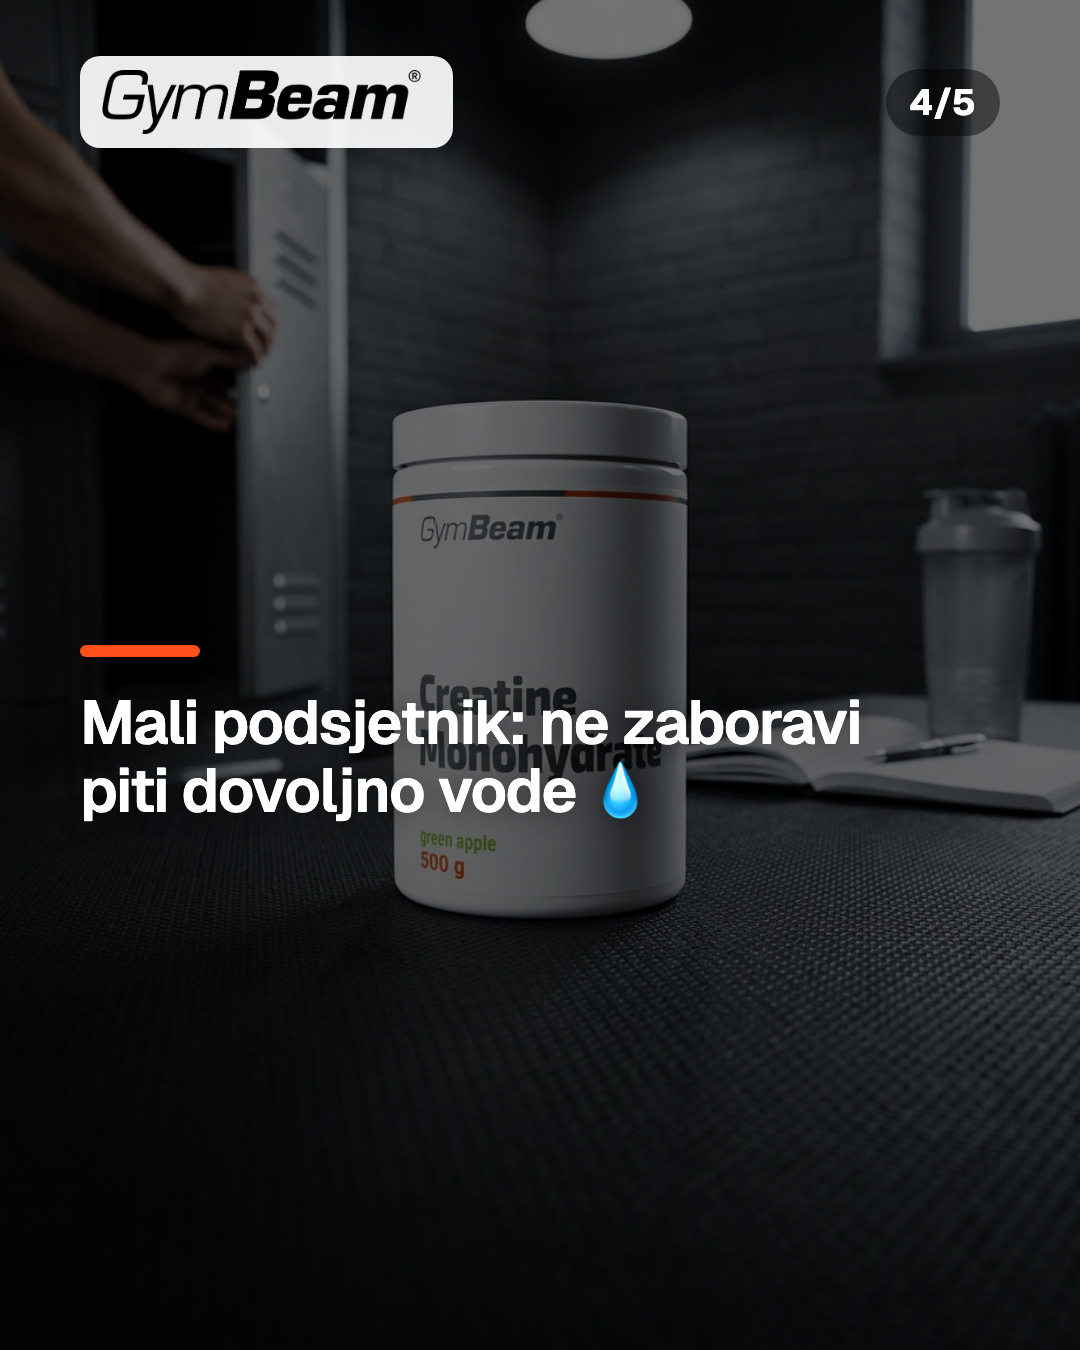 GymBeam®
4/5
GymBeam®
Creatine
Monohydrate
Mali podsjetnik: ne zaboravi
piti dovoljno vode 💧
green apple
500 g